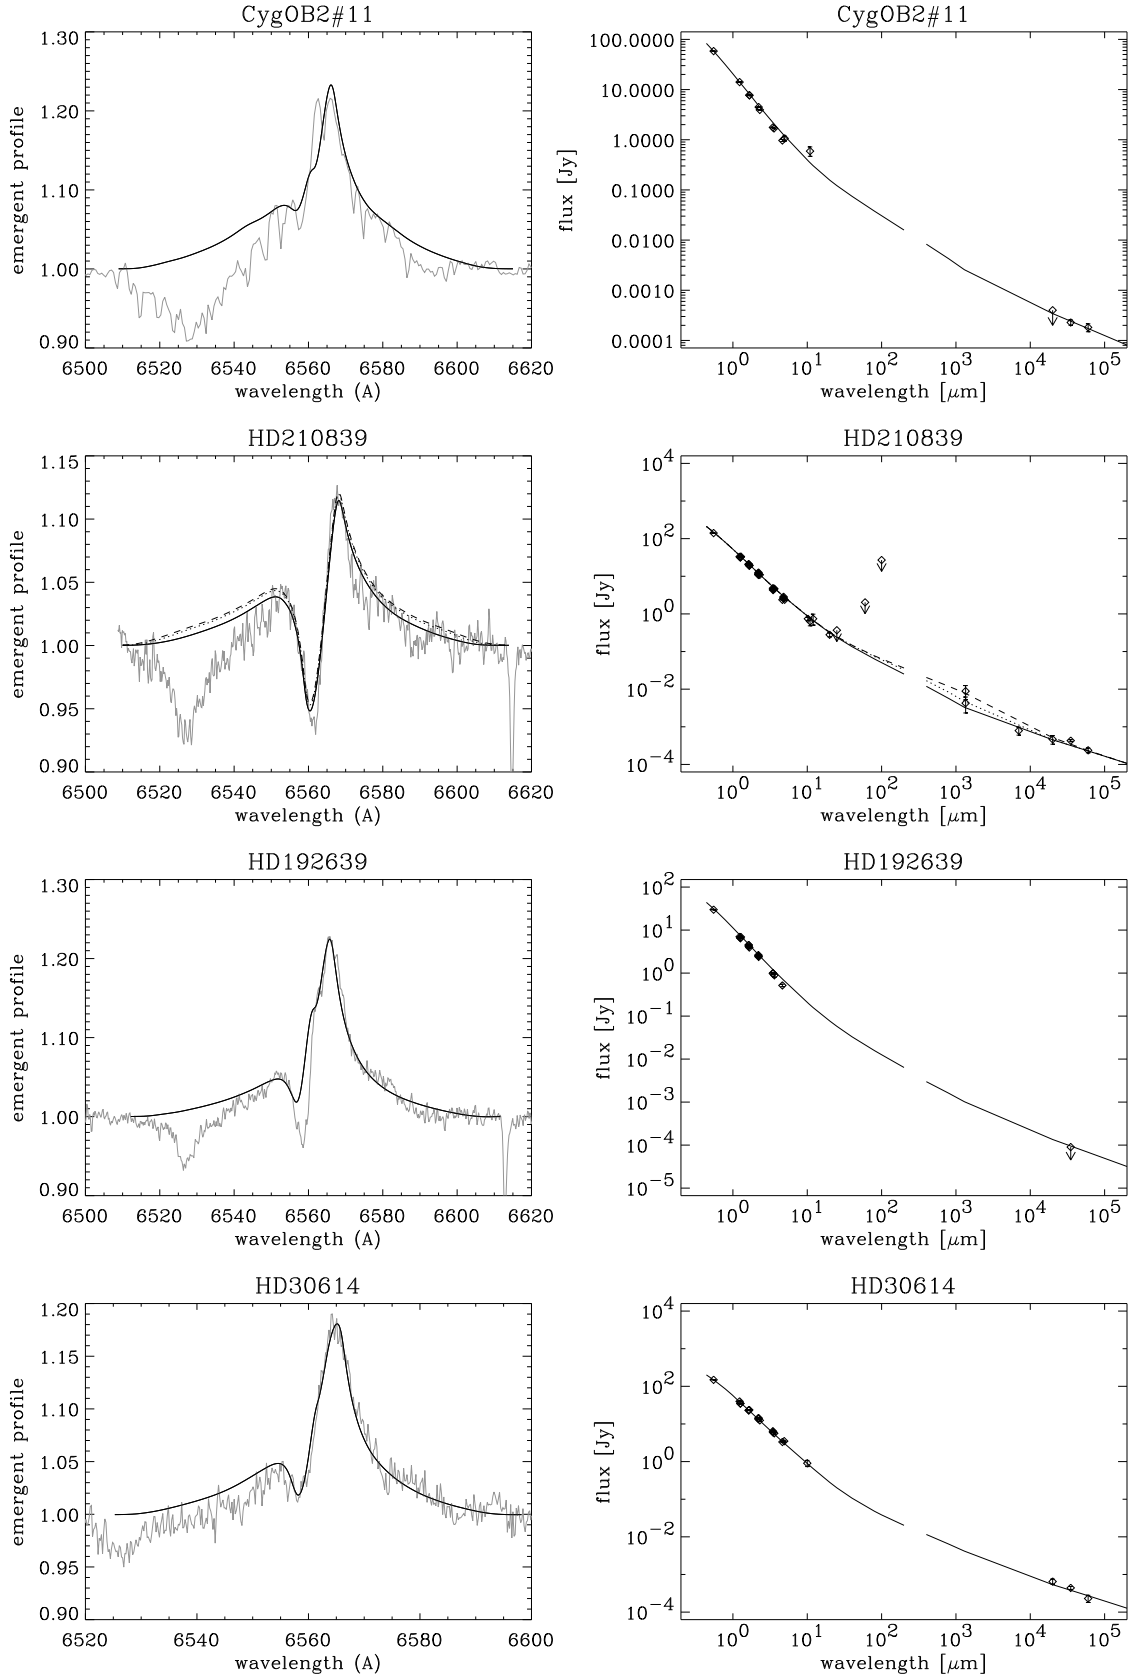 CygOB2#11
CygOB2#11
1.30
1.20
1.10
1.00
0.90
emergent profile
6500 6520 6540 6560 6580 6600 6620
wavelength (A)
100.0000
10.0000
1.0000
0.1000
0.0100
0.0010
0.0001
flux [Jy]
10^0 10^1 10^2 10^3 10^4 10^5
wavelength [μm]
HD210839
HD210839
1.15
1.10
1.05
1.00
0.95
0.90
emergent profile
6500 6520 6540 6560 6580 6600 6620
wavelength (A)
10^4
10^2
10^0
10^-2
10^-4
flux [Jy]
10^0 10^1 10^2 10^3 10^4 10^5
wavelength [μm]
HD192639
HD192639
1.30
1.20
1.10
1.00
0.90
emergent profile
6500 6520 6540 6560 6580 6600 6620
wavelength (A)
10^2
10^1
10^0
10^-1
10^-2
10^-3
10^-4
10^-5
flux [Jy]
10^0 10^1 10^2 10^3 10^4 10^5
wavelength [μm]
HD30614
HD30614
1.20
1.15
1.10
1.05
1.00
0.95
0.90
emergent profile
6520 6540 6560 6580 6600
wavelength (A)
10^4
10^2
10^0
10^-2
10^-4
flux [Jy]
10^0 10^1 10^2 10^3 10^4 10^5
wavelength [μm]